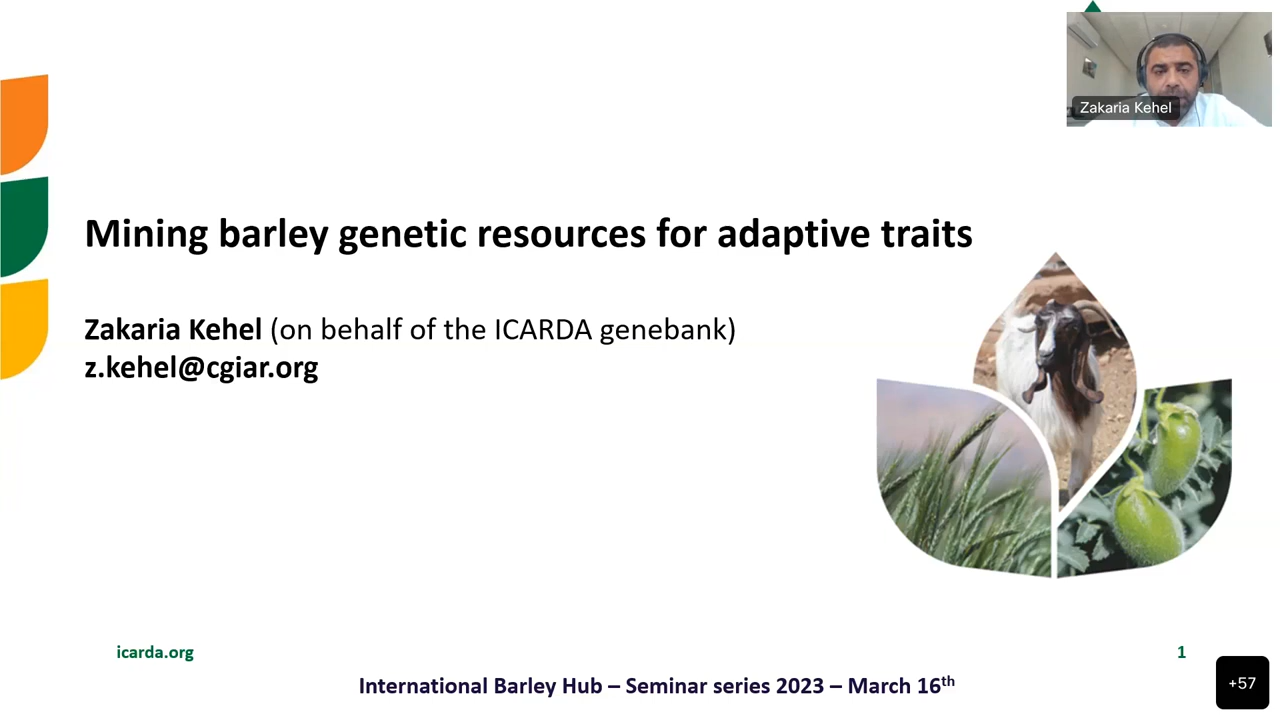 Zakaria Kehel
Mining barley genetic resources for adaptive traits
Zakaria Kehel (on behalf of the ICARDA genebank)
z.kehel@cgiar.org
icarda.org
1
International Barley Hub – Seminar series 2023 – March 16th
+57